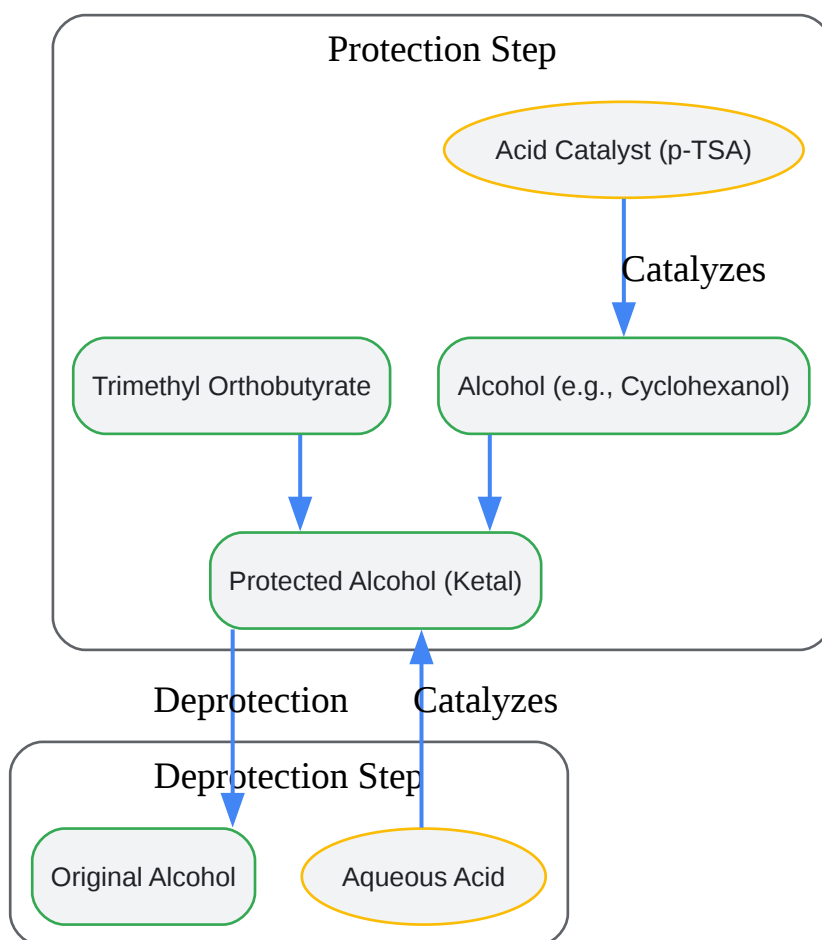 Protection Step
Acid Catalyst (p-TSA)
Catalyzes
Trimethyl Orthobutyrate
Alcohol (e.g., Cyclohexanol)
Protected Alcohol (Ketal)
Deprotection
Catalyzes
Deprotection Step
Original Alcohol
Aqueous Acid